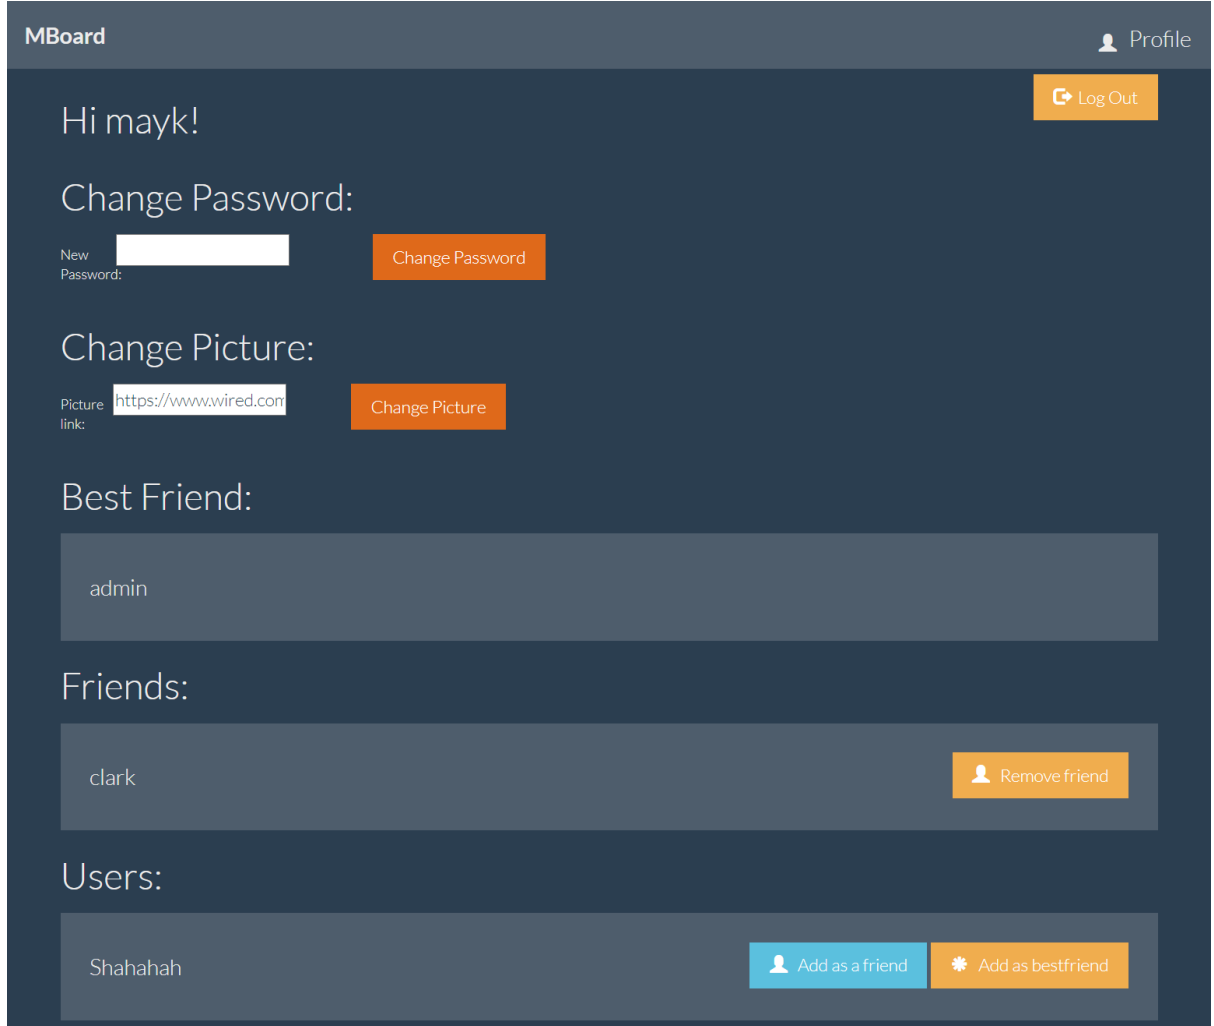 MBoard
Profile
Log Out
Hi mayk!
Change Password:
New
Password:
Change Password
Change Picture:
Picture
link:
https://www.wired.com
Change Picture
Best Friend:
admin
Friends:
clark
Remove friend
Users:
Shahahah
Add as a friend
Add as bestfriend